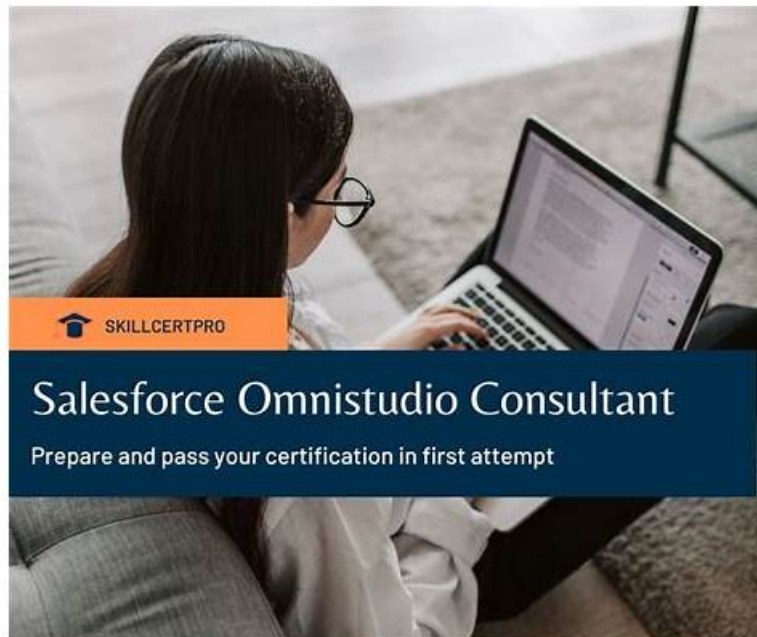 SKILLCERTPRO
Salesforce Omnistudio Consultant
Prepare and pass your certification in first attempt